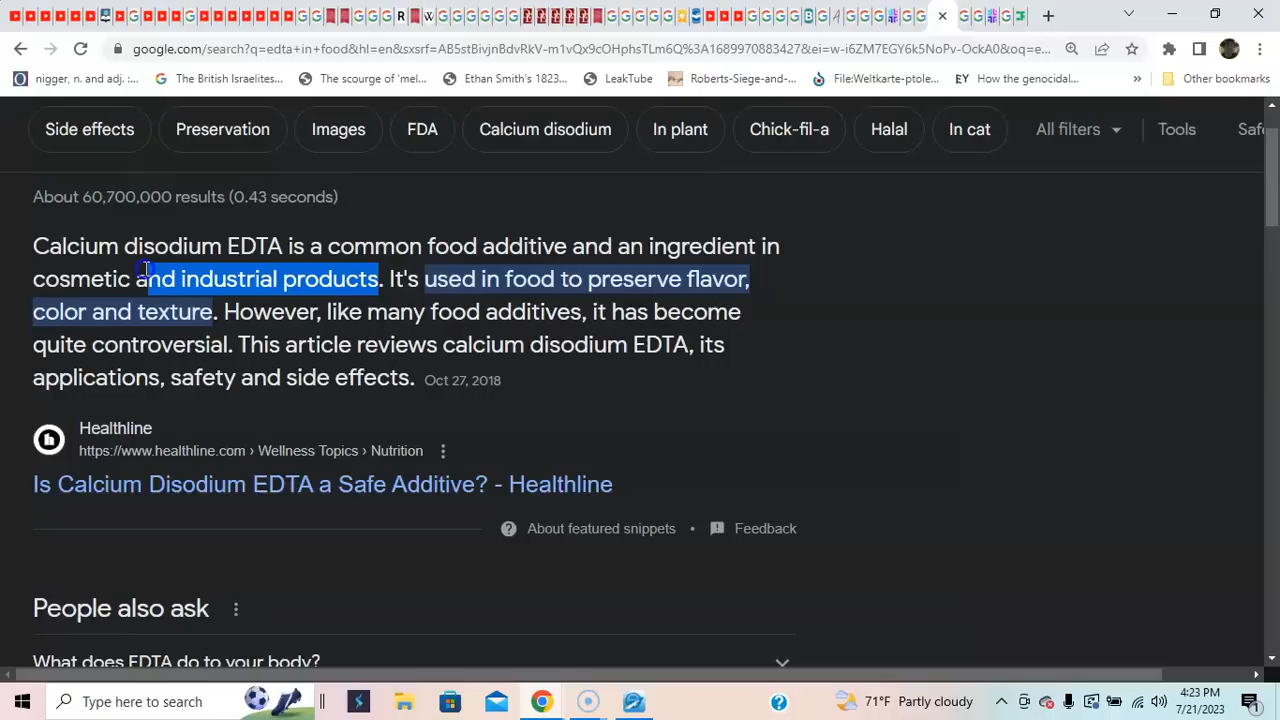 google.com/search?q=edta+in+food&hl=en&sxsrf=AB5stBivjnBdvRkV-m1vQx9cOHphsTLm6Q%3A1689970883427&ei=w-i6ZM7EGY6k5NoPv-OckA0&oq=e...
nigger, n. and adj. :...
The British Israelites...
The scourge of 'mel...
Ethan Smith's 1823...
LeakTube
Roberts-Siege-and-...
File:Weltkarte-ptole...
EY How the genocidal...
»
Other bookmarks
Side effects
Preservation
Images
FDA
Calcium disodium
In plant
Chick-fil-a
Halal
In cat
All filters
Tools
Safe
About 60,700,000 results (0.43 seconds)
Calcium disodium EDTA is a common food additive and an ingredient in
cosmetic and industrial products. It's used in food to preserve flavor,
color and texture. However, like many food additives, it has become
quite controversial. This article reviews calcium disodium EDTA, its
applications, safety and side effects. Oct 27, 2018
Healthline
https://www.healthline.com › Wellness Topics › Nutrition
Is Calcium Disodium EDTA a Safe Additive? - Healthline
About featured snippets • Feedback
People also ask
What does EDTA do to your body?
Type here to search
71°F Partly cloudy
4:23 PM
7/21/2023